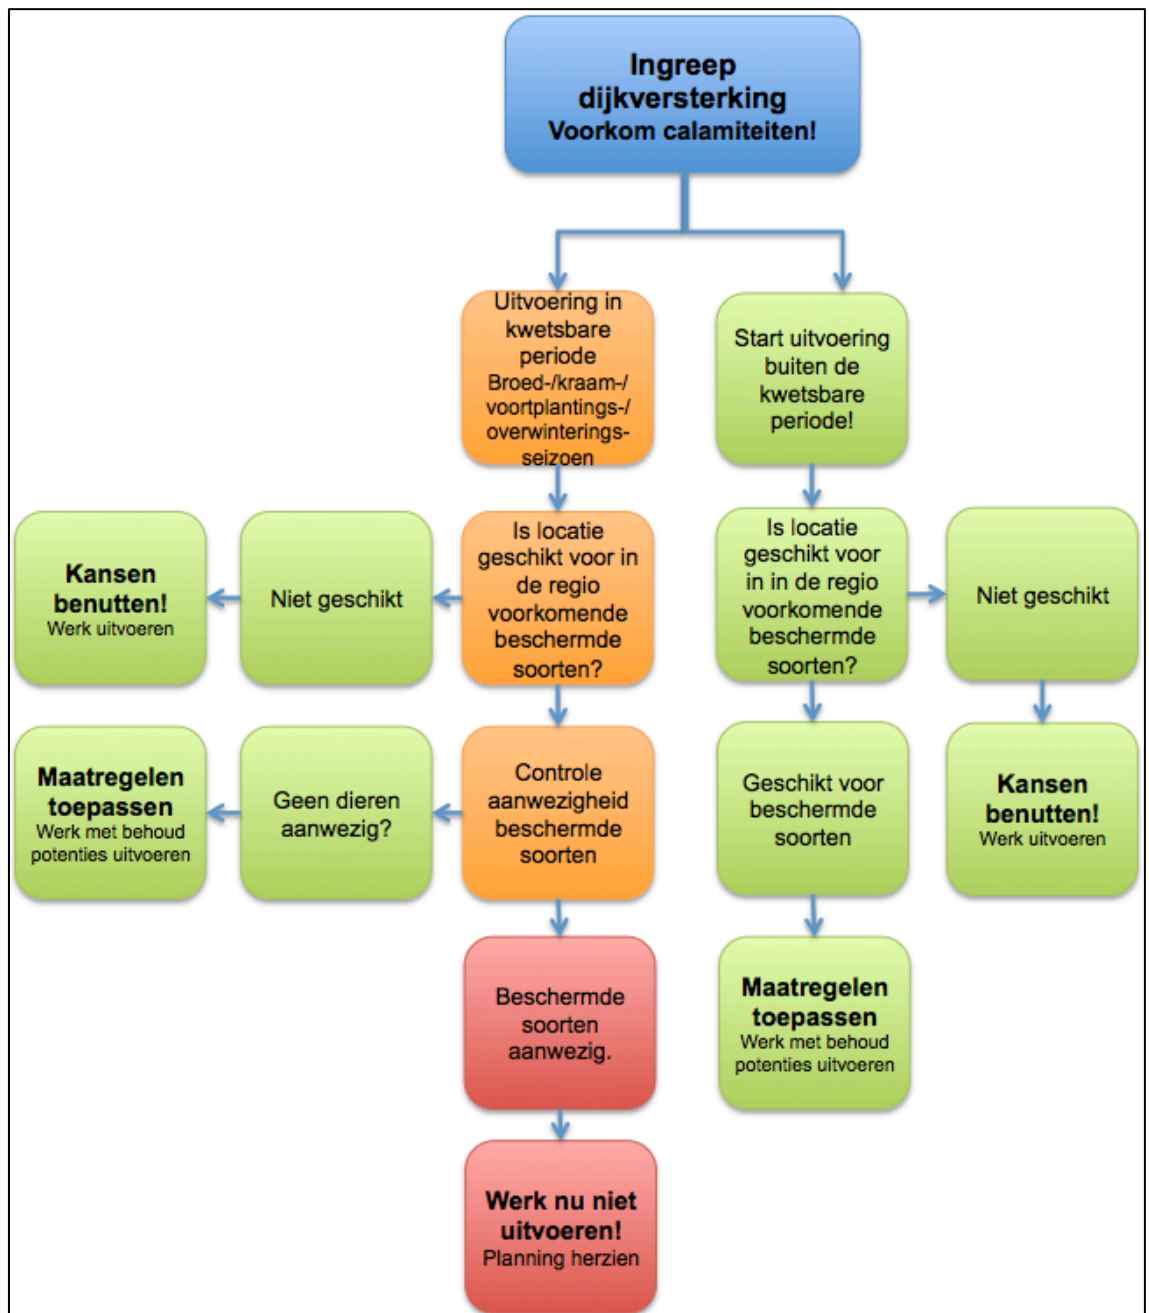 Ingreep
dijkversterking
Voorkom calamiteiten!
Uitvoering in
kwetsbare
periode
Broed-/kraam-/
voortplantings-/
overwinterings-
seizoen
Start uitvoering
buiten de
kwetsbare
periode!
Kansen
benutten!
Werk uitvoeren
Niet geschikt
Is locatie
geschikt voor in
de regio
voorkomende
beschermde
soorten?
Is locatie
geschikt voor
in in de regio
voorkomende
beschermde
soorten?
Niet geschikt
Maatregelen
toepassen
Werk met behoud
potenties uitvoeren
Geen dieren
aanwezig?
Controle
aanwezigheid
beschermde
soorten
Geschikt voor
beschermde
soorten
Kansen
benutten!
Werk uitvoeren
Beschermde
soorten
aanwezig.
Maatregelen
toepassen
Werk met behoud
potenties uitvoeren
Werk nu niet
uitvoeren!
Planning herzien